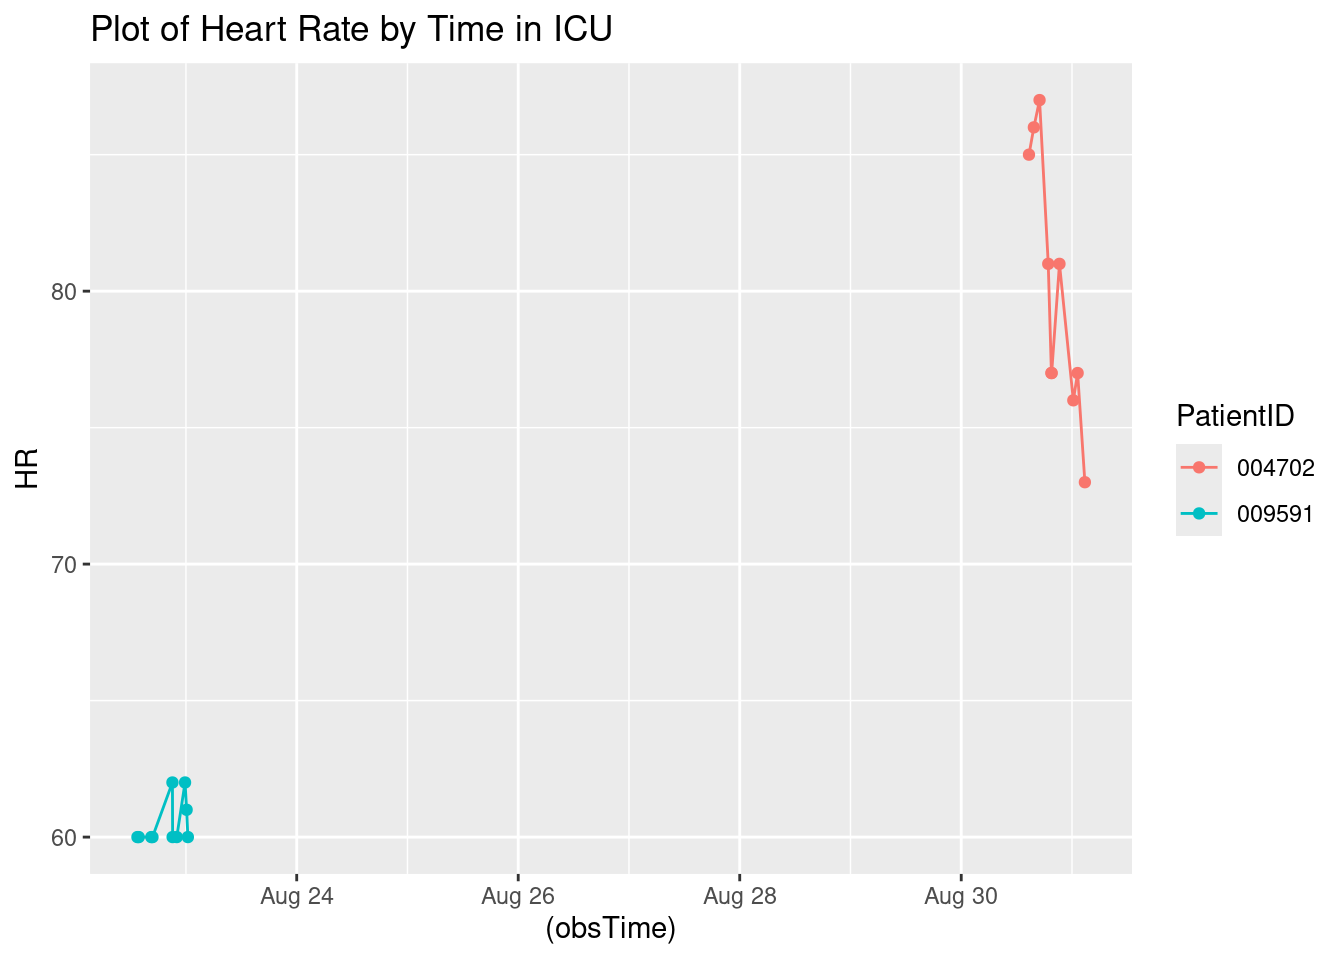 Plot of Heart Rate by Time in ICU
HR
80
70
60
Aug 24 Aug 26 Aug 28 Aug 30
(obsTime)
PatientID
004702
009591